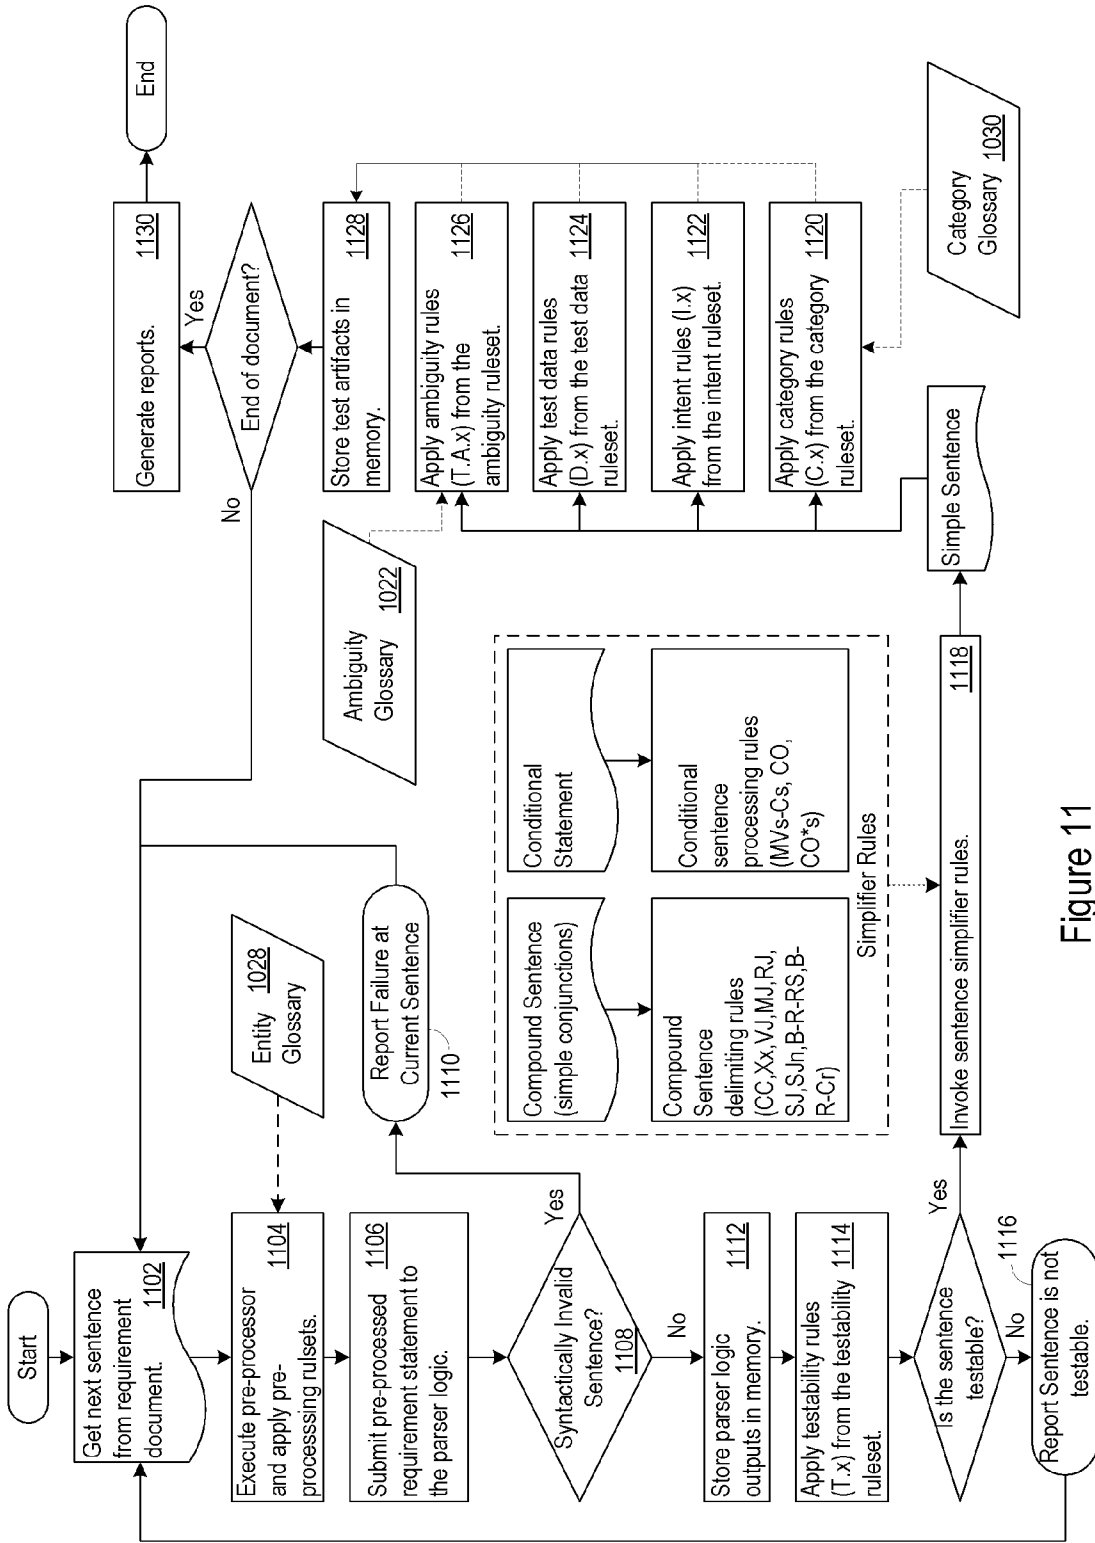 Start
Get next sentence
from requirement
document.
1102
Execute pre-processor
and apply pre-
processsing rulsets.
1104
Entity
Glossary
1028
Submit pre-processed
requirement statement to
the parser logic.
1106
Syntactically Invalid
Sentence?
1108
Yes
No
Report Failure at
Current Sentence
1110
Store parser logic
outputs in memory.
1112
Apply testability rules
(T.x) from the testability
ruleset.
1114
Is the sentence
testable?
Yes
No
1116
Report Sentence is not
testable.
Compound Sentence
(simple conjunctions)
Compound
Sentence
delimiting rules
(CC,Xx,VJ,MJ,RJ,
SJ,SJn,B-R-RS,B-
R-Cr)
Conditional
Statement
Conditional
sentence
processing rules
(MVs-Cs, CO,
CO*s)
Simplifier Rules
Invoke sentence simplifier rules.
1118
Simple Sentence
Category
Glossary
1030
Apply category rules
(C.x) from the category
ruleset.
1120
Apply intent rules (I.x)
from the intent ruleset.
1122
Apply test data rules
(D.x) from the test data
ruleset.
1124
Apply ambiguity rules
(T.A.x) from the
ambiguity ruleset.
1126
Ambiguity
Glossary
1022
Store test artifacts in
memory.
1128
End of document?
No
Yes
Generate reports.
1130
End
Figure 11